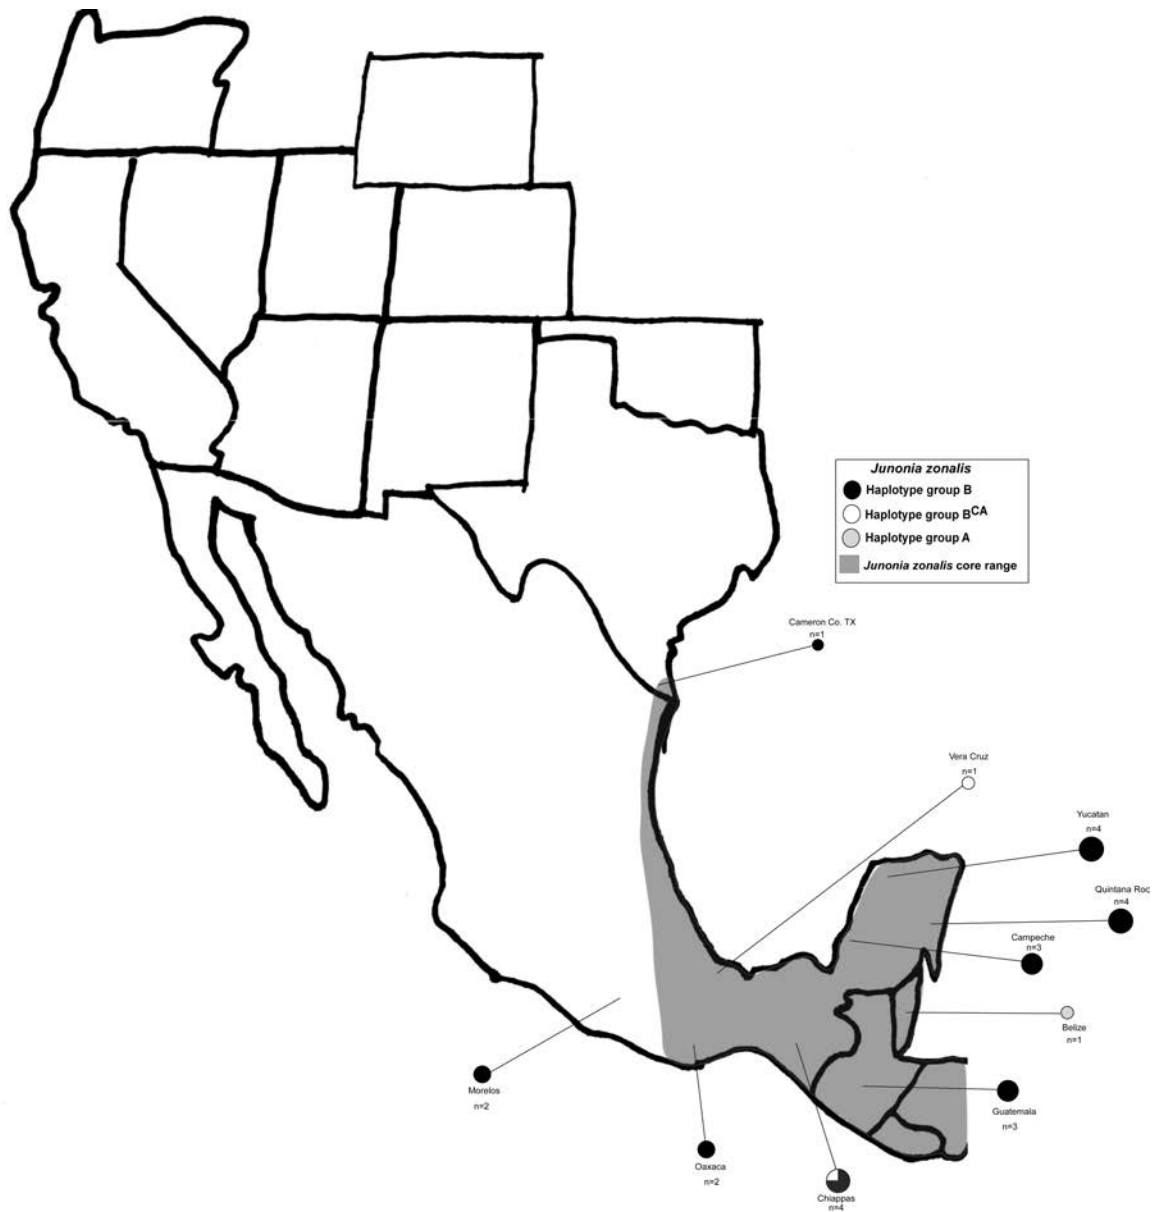 Junonia zonalis
Haplotype group B
Haplotype group BCA
Haplotype group A
Junonia zonalis core range
Cameron Co. TX
n=1
Vera Cruz
n=1
Yucatan
n=4
Quintana Roo
n=4
Campeche
n=3
Belize
n=1
Morelos
n=2
Guatemala
n=3
Oaxaca
n=2
Chiappas
n=4